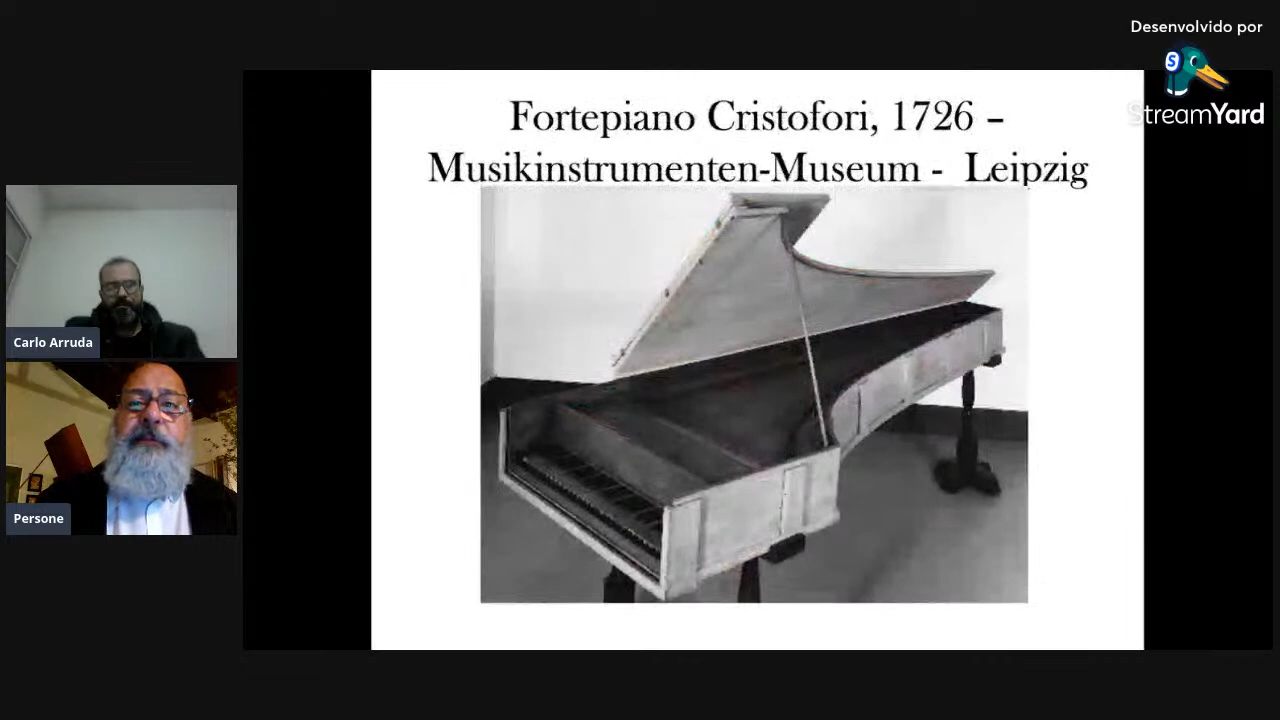 Desenvolvido por
StreamYard
Fortepiano Cristofori, 1726 –
Musikinstrumenten-Museum - Leipzig
Carlo Arruda
Persone